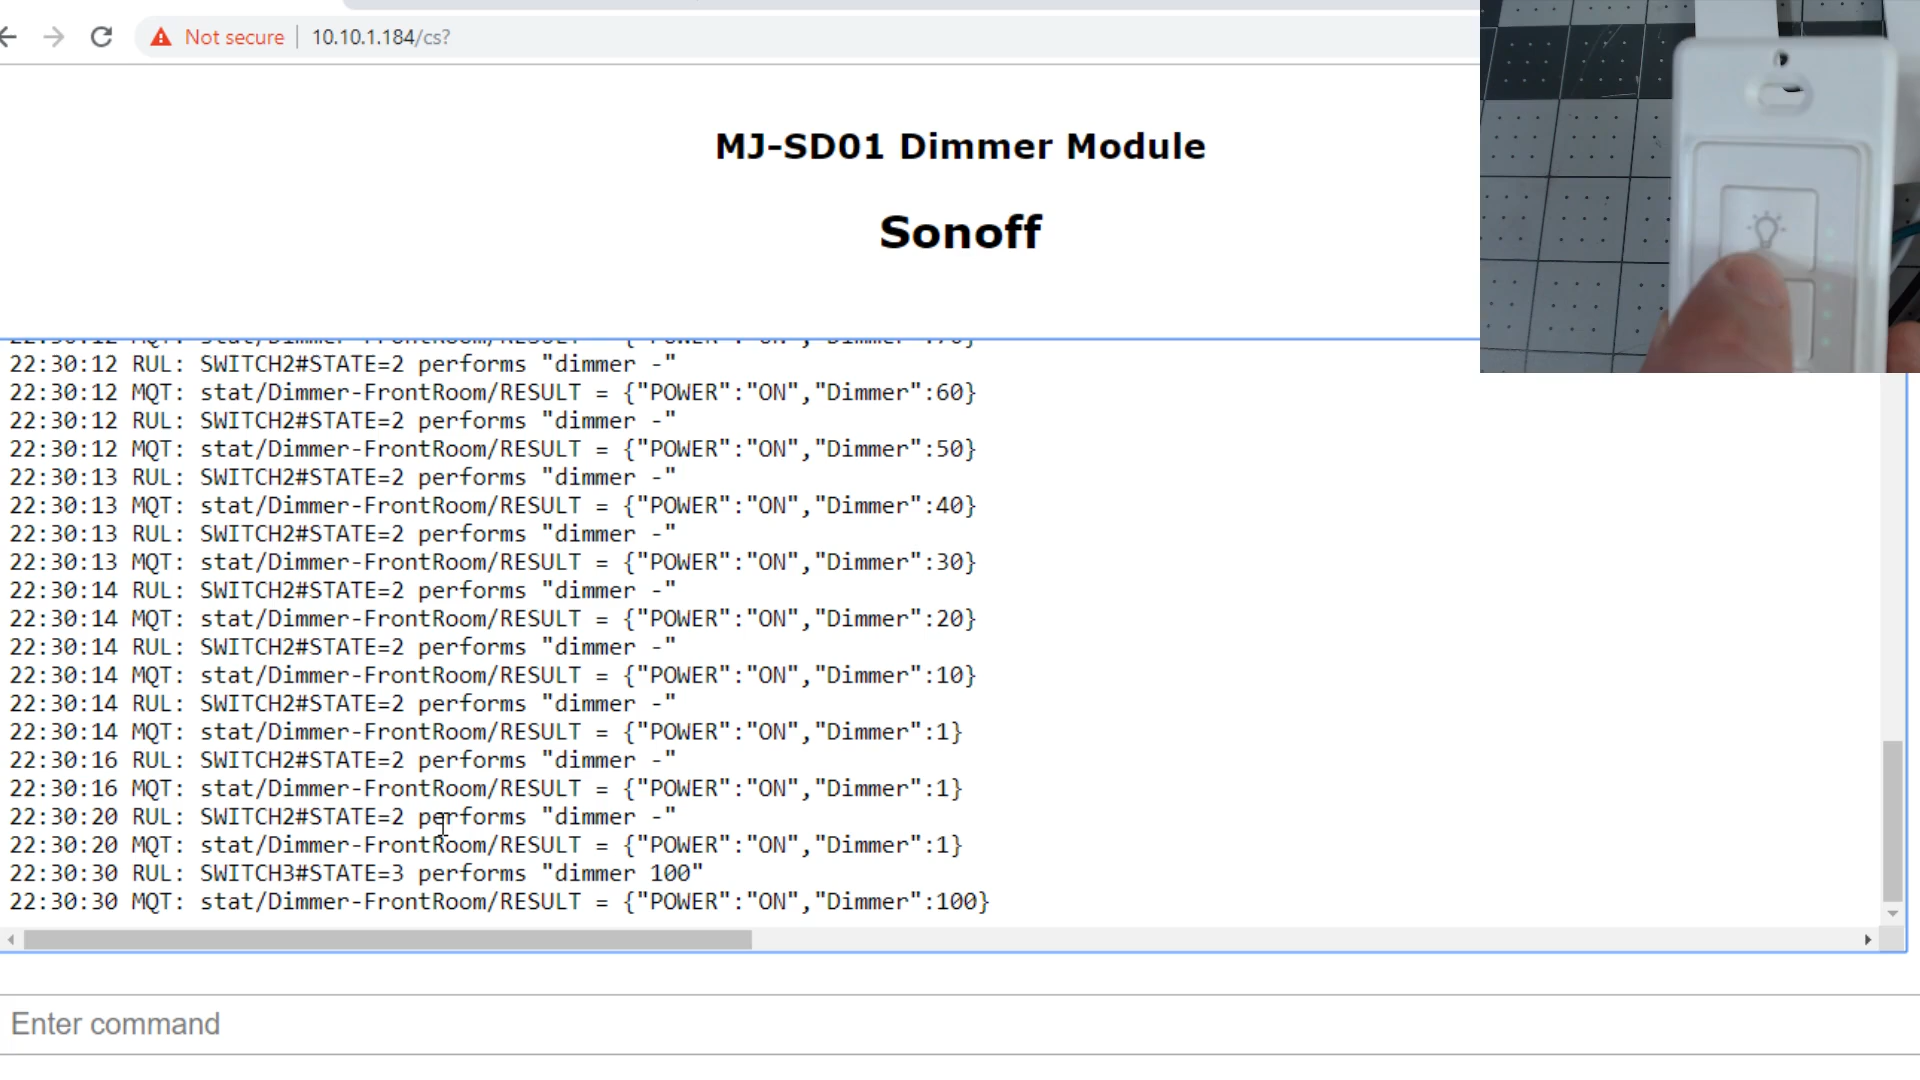 Not secure 10.10.1.184/cs?
MJ-SD01 Dimmer Module
Sonoff
22:30:12 RUL: SWITCH2#STATE=2 performs "dimmer -"
22:30:12 MQT: stat/Dimmer-FrontRoom/RESULT = {"POWER":"ON","Dimmer":60}
22:30:12 RUL: SWITCH2#STATE=2 performs "dimmer -"
22:30:12 MQT: stat/Dimmer-FrontRoom/RESULT = {"POWER":"ON","Dimmer":50}
22:30:13 RUL: SWITCH2#STATE=2 performs "dimmer -"
22:30:13 MQT: stat/Dimmer-FrontRoom/RESULT = {"POWER":"ON","Dimmer":40}
22:30:13 RUL: SWITCH2#STATE=2 performs "dimmer -"
22:30:13 MQT: stat/Dimmer-FrontRoom/RESULT = {"POWER":"ON","Dimmer":30}
22:30:14 RUL: SWITCH2#STATE=2 performs "dimmer -"
22:30:14 MQT: stat/Dimmer-FrontRoom/RESULT = {"POWER":"ON","Dimmer":20}
22:30:14 RUL: SWITCH2#STATE=2 performs "dimmer -"
22:30:14 MQT: stat/Dimmer-FrontRoom/RESULT = {"POWER":"ON","Dimmer":10}
22:30:14 RUL: SWITCH2#STATE=2 performs "dimmer -"
22:30:14 MQT: stat/Dimmer-FrontRoom/RESULT = {"POWER":"ON","Dimmer":1}
22:30:16 RUL: SWITCH2#STATE=2 performs "dimmer -"
22:30:16 MQT: stat/Dimmer-FrontRoom/RESULT = {"POWER":"ON","Dimmer":1}
22:30:20 RUL: SWITCH2#STATE=2 performs "dimmer -"
22:30:20 MQT: stat/Dimmer-FrontRoom/RESULT = {"POWER":"ON","Dimmer":1}
22:30:30 RUL: SWITCH3#STATE=3 performs "dimmer 100"
22:30:30 MQT: stat/Dimmer-FrontRoom/RESULT = {"POWER":"ON","Dimmer":100}
Enter command